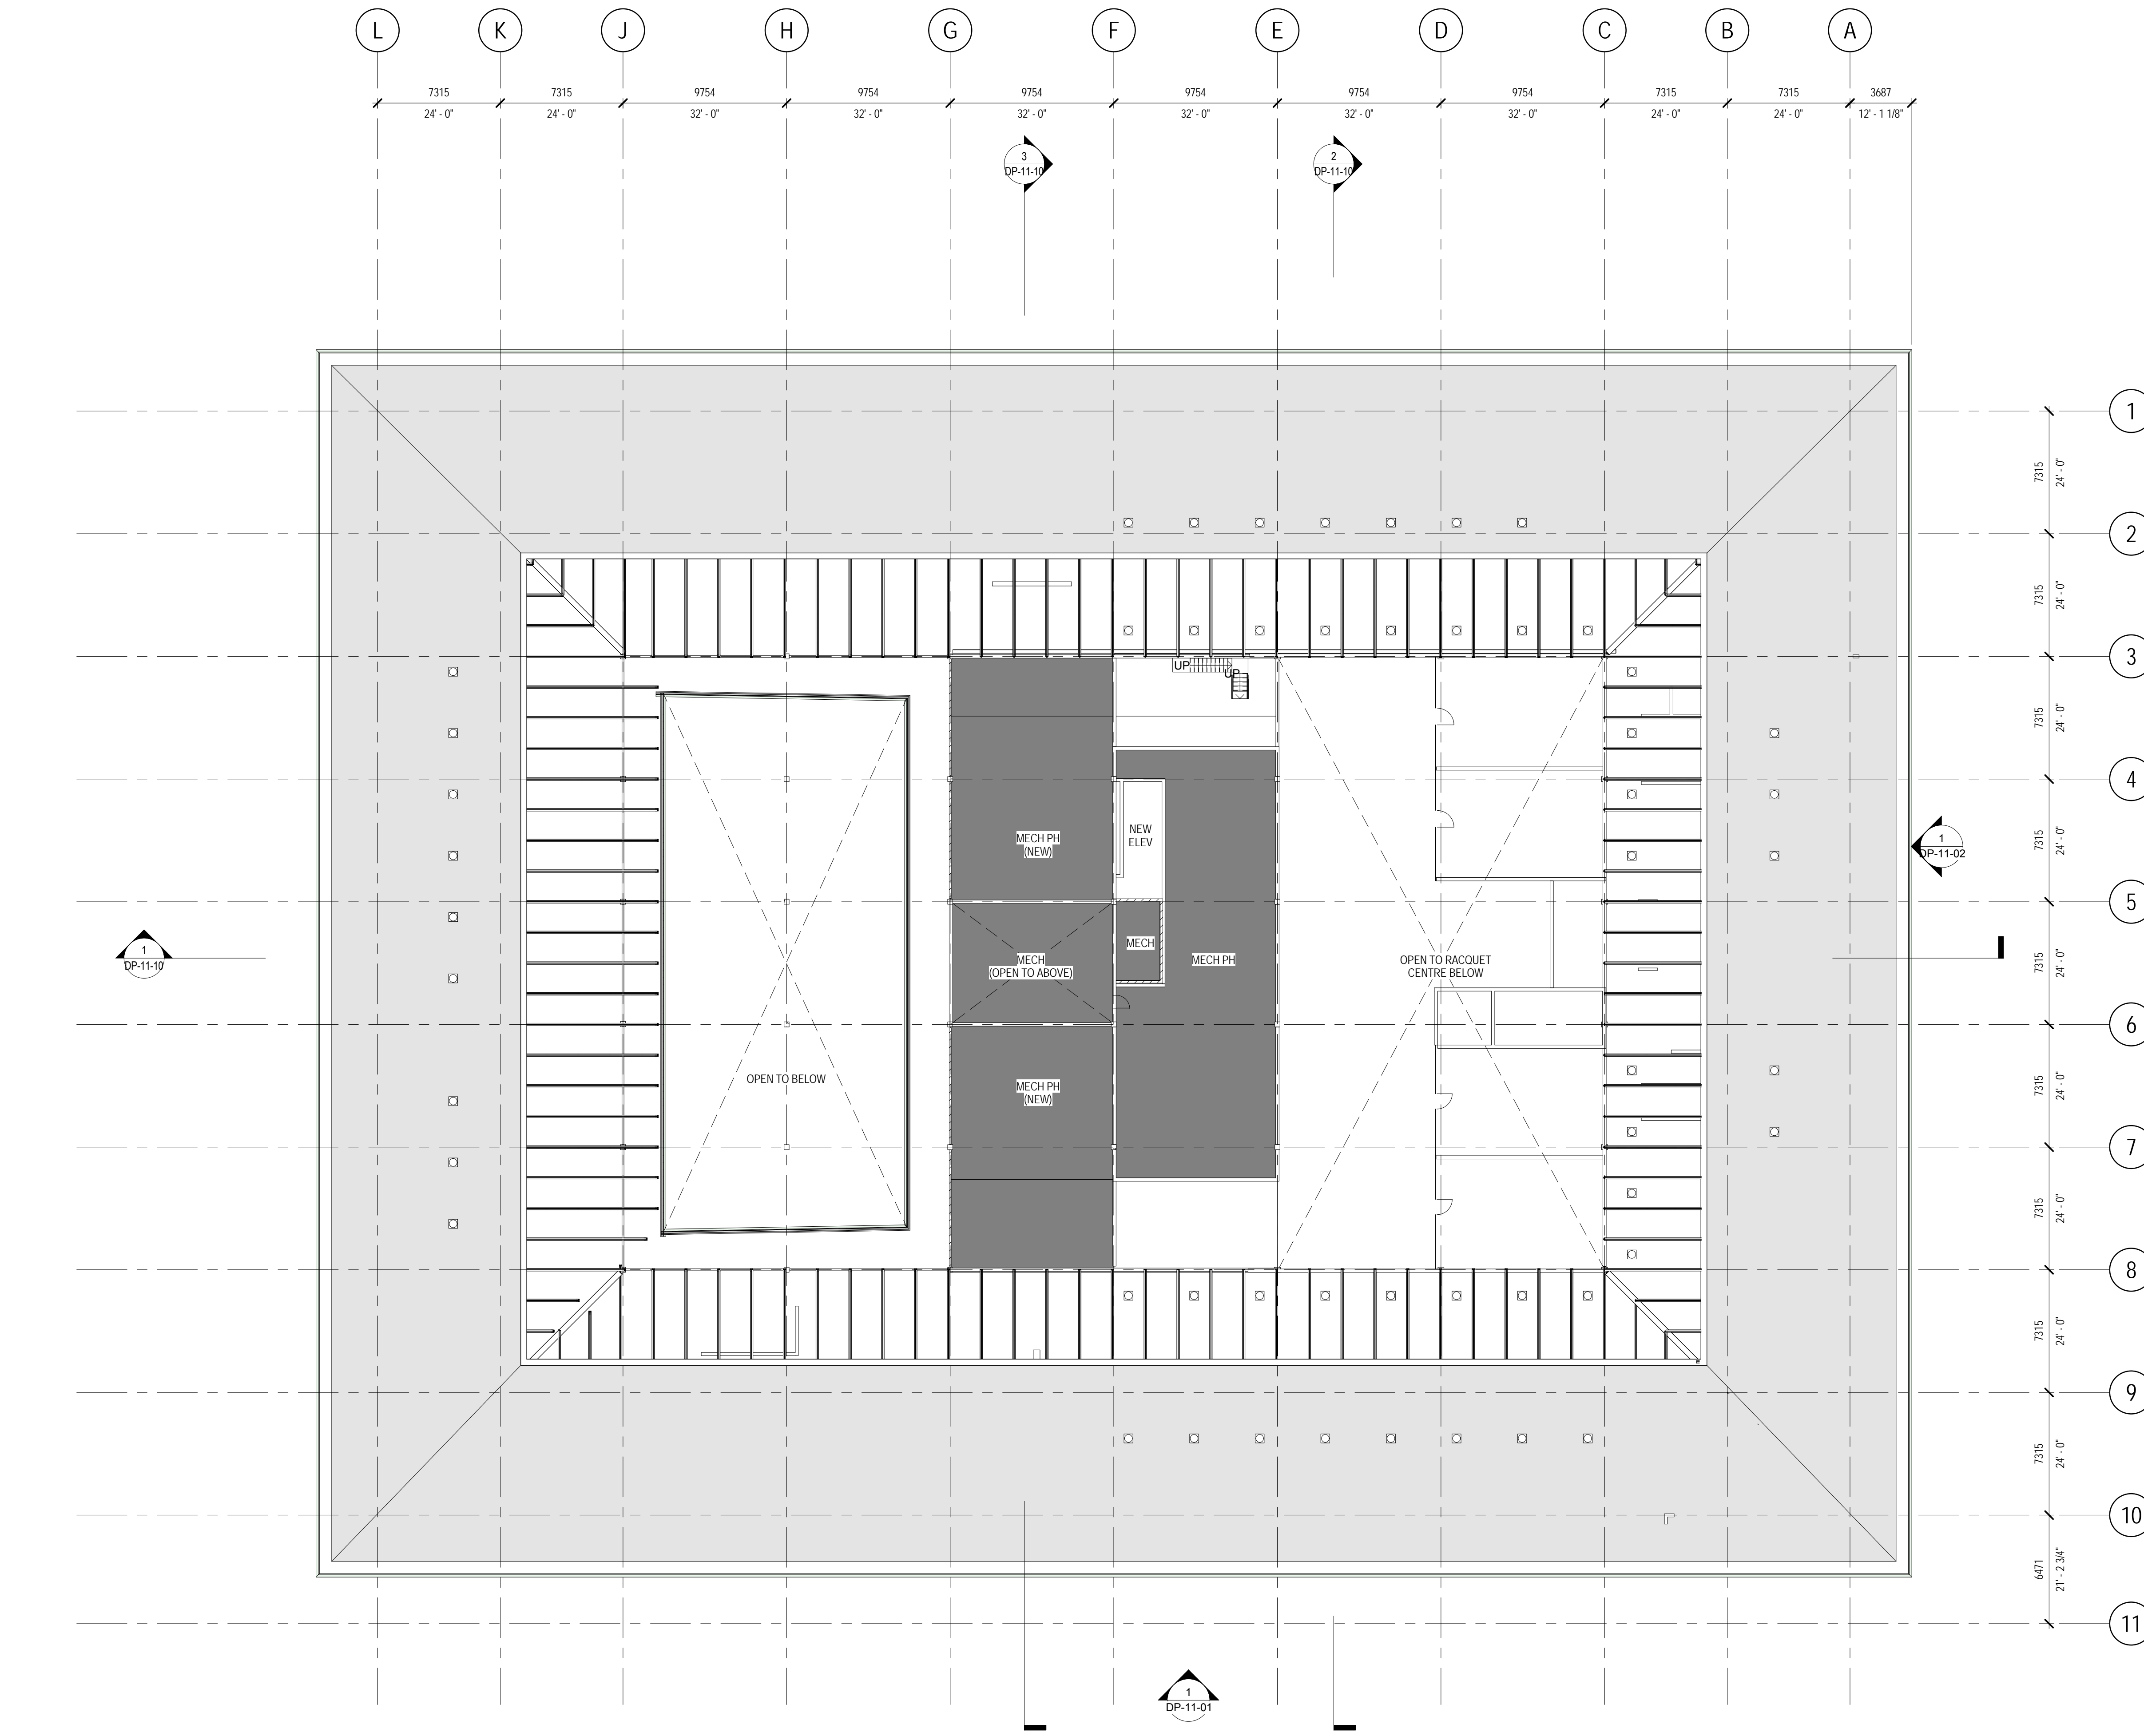 L K J H G F E D C B A
7315 7315 9754 9754 9754 9754 9754 9754 7315 7315 3687
24' - 0" 24' - 0" 32' - 0" 32' - 0" 32' - 0" 32' - 0" 32' - 0" 32' - 0" 24' - 0" 24' - 0" 12' - 1 1/8"
3
DP-11-10
2
DP-11-10
1
7315
24' - 0"
2
7315
24' - 0"
3
UP
UP
7315
24' - 0"
4
NEW
ELEV
MECH PH
(NEW)
7315
24' - 0"
1
DP-11-02
5
MECH
MECH
(OPEN TO ABOVE)
MECH PH
OPEN TO RACQUET
CENTRE BELOW
1
DP-11-10
7315
24' - 0"
6
OPEN TO BELOW
MECH PH
(NEW)
7315
24' - 0"
7
7315
24' - 0"
8
7315
24' - 0"
9
7315
24' - 0"
10
6471
21' - 2 3/4"
11
1
DP-11-01